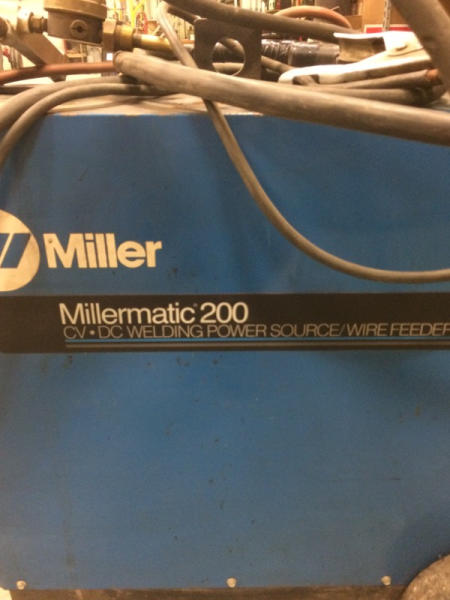 Miller
Millermatic® 200
CV • DC WELDING POWER SOURCE/WIRE FEEDER